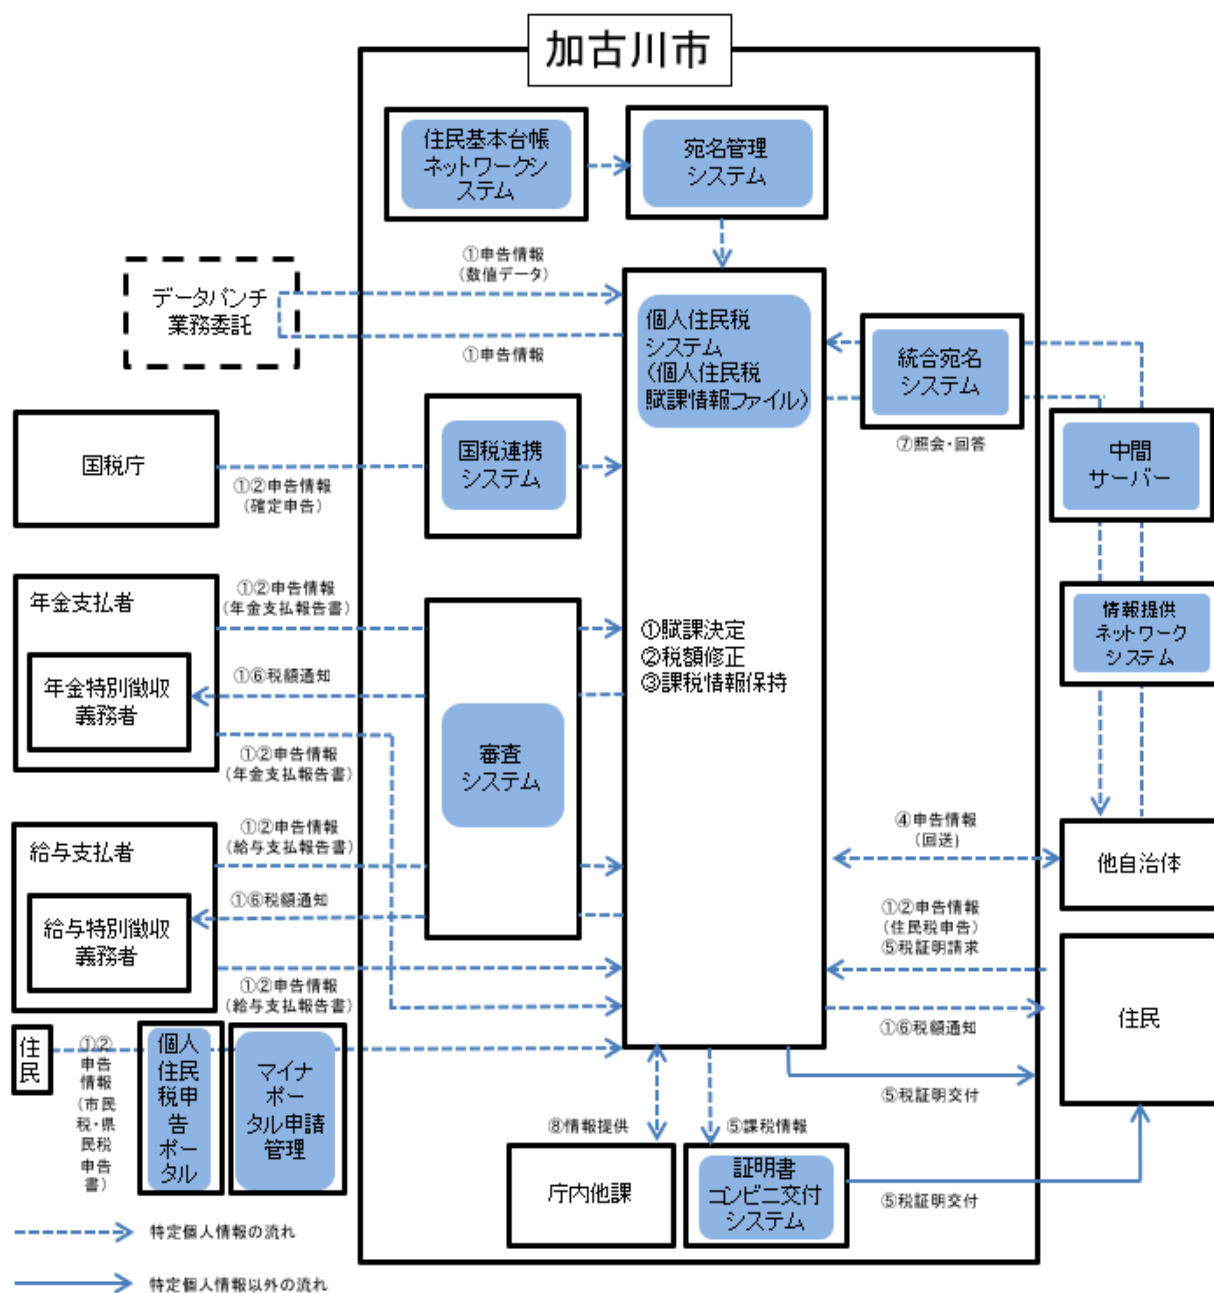 加古川市
住民基本台帳
ネットワークシ
ステム
宛名管理
システム
①申告情報
(数値データ)
データパンチ
業務委託
①申告情報
個人住民税
システム
(個人住民税
賦課情報ファイル)
統合宛名
システム
⑦照会・回答
中間
サーバー
国税庁
①②申告情報
(確定申告)
国税連携
システム
年金支払者
①②申告情報
(年金支払報告書)
①⑥税額通知
年金特別徴収
義務者
①②申告情報
(年金支払報告書)
①賦課決定
②税額修正
③課税情報保持
情報提供
ネットワーク
システム
審査
システム
給与支払者
①②申告情報
(給与支払報告書)
①⑥税額通知
給与特別徴収
義務者
①②申告情報
(給与支払報告書)
④申告情報
(回送)
他自治体
①②申告情報
(住民税申告)
⑤税証明請求
住民
①⑥税額通知
⑤税証明交付
住
民
①②
申告
情報
(市民
税・県
民税
申告
書)
個人
住民
税申
告
ポー
タル
マイナ
ポー
タル申請
管理
⑧情報提供
⑤課税情報
庁内他課
証明書
コンビニ交付
システム
⑤税証明交付
特定個人情報の流れ
特定個人情報以外の流れ